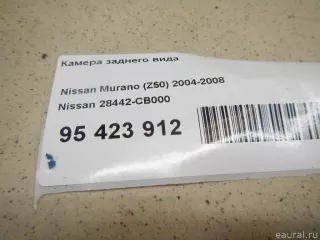 Камера заднего вида
Nissan Murano (Z50) 2004-2008
Nissan 28442-CB000
95 423 912
© eaural.ru